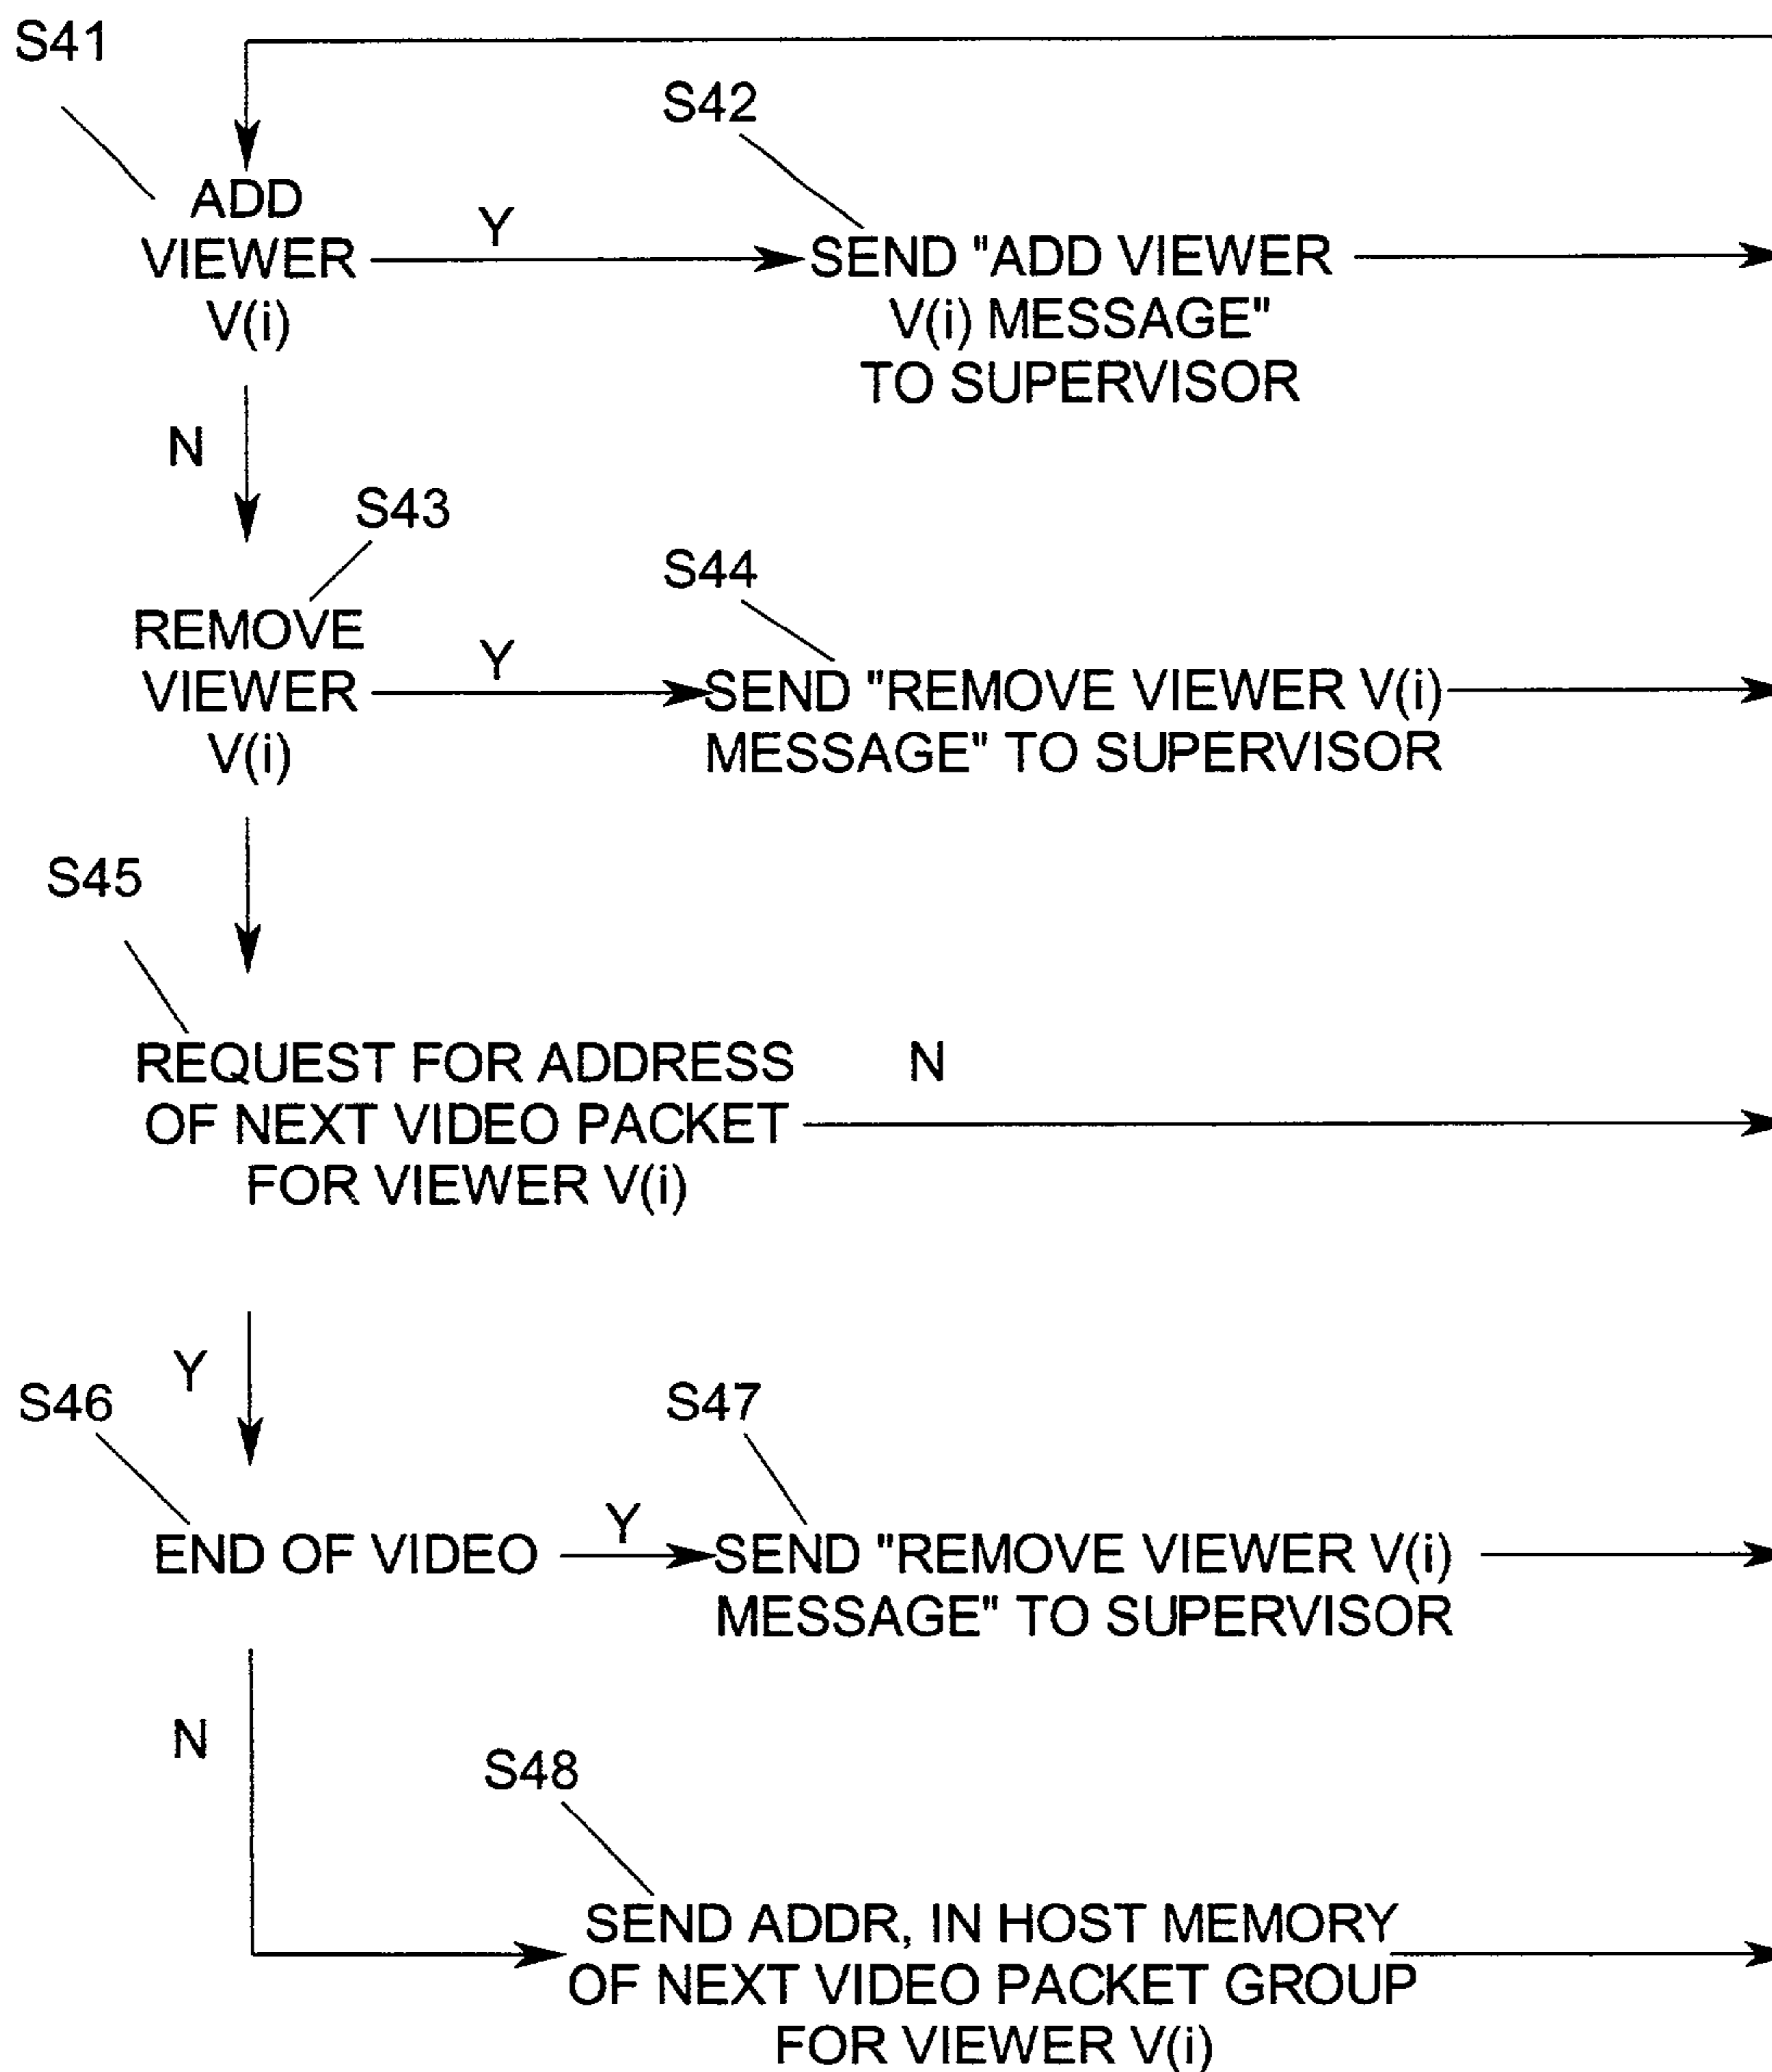 S41
S42
ADD
VIEWER
V(i)
Y
SEND "ADD VIEWER
V(i) MESSAGE"
TO SUPERVISOR
N
S43
S44
REMOVE
VIEWER
V(i)
Y
SEND "REMOVE VIEWER V(i)
MESSAGE" TO SUPERVISOR
S45
REQUEST FOR ADDRESS
OF NEXT VIDEO PACKET
FOR VIEWER V(i)
N
Y
S46
S47
END OF VIDEO
Y
SEND "REMOVE VIEWER V(i)
MESSAGE" TO SUPERVISOR
N
S48
SEND ADDR, IN HOST MEMORY
OF NEXT VIDEO PACKET GROUP
FOR VIEWER V(i)